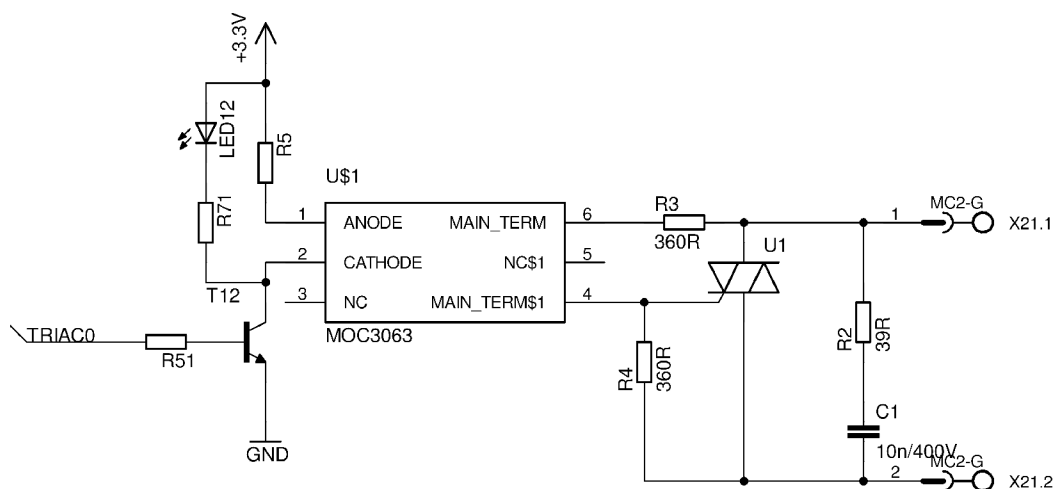 +3.3V
LED12
R5
R71
U$1
1
ANODE
MAIN_TERM
6
R3
360R
1
MC2-G
X21.1
2
CATHODE
NC$1
5
U1
T12
3
NC
MAIN_TERM$1
4
MOC3063
TRIAC0
R51
R4
360R
R2
39R
C1
10n/400V
GND
2
MC2-G
X21.2